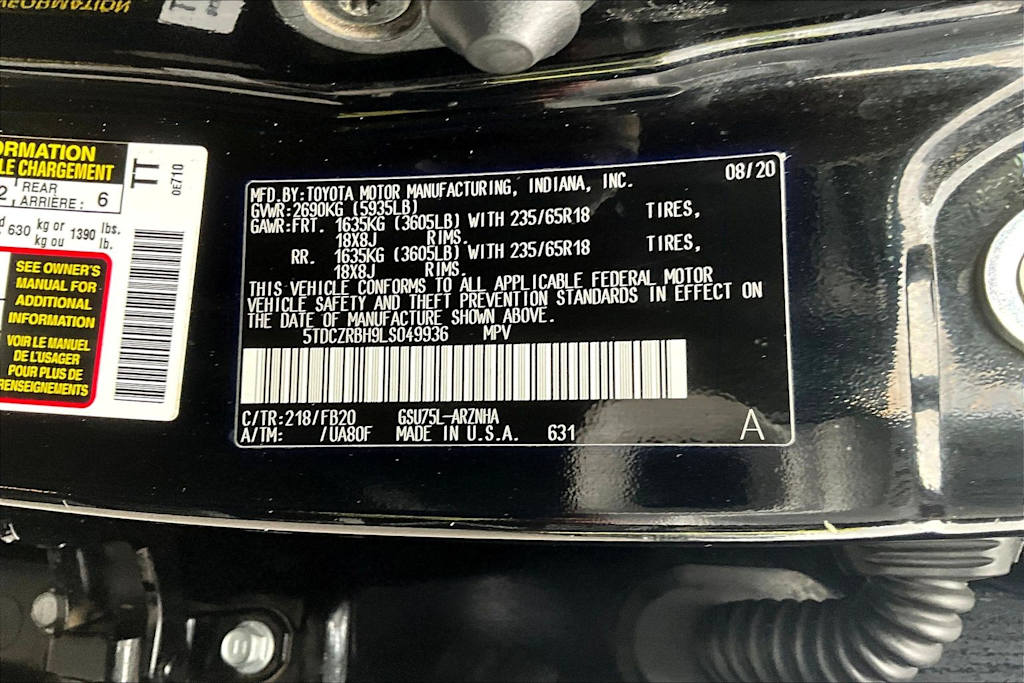 FORMATION
ORMATION
LE CHARGEMENT
2 REAR 6
ARRIÈRE:
630 kg or 1390 lbs.
kg ou lb.
SEE OWNER'S
MANUAL FOR
ADDITIONAL
INFORMATION
VOIR LE MANUEL
DE L'USAGER
POUR PLUS DE
RENSEIGNEMENTS
TT
0E710
08/20
MFD.BY:TOYOTA MOTOR MANUFACTURING, INDIANA, INC.
GVWR:2690KG (5935LB)
GAWR:FRT. 1635KG (3605LB) WITH 235/65R18 TIRES,
18X8J RIMS.
RR. 1635KG (3605LB) WITH 235/65R18 TIRES,
18X8J RIMS.
THIS VEHICLE CONFORMS TO ALL APPLICABLE FEDERAL MOTOR
VEHICLE SAFETY AND THEFT PREVENTION STANDARDS IN EFFECT ON
THE DATE OF MANUFACTURE SHOWN ABOVE.
5TDCZRBH9LS049936 MPV
C/TR:218/FB20 GSU75L-ARZNHA
A/TM: /UA80F MADE IN U.S.A. 631
A